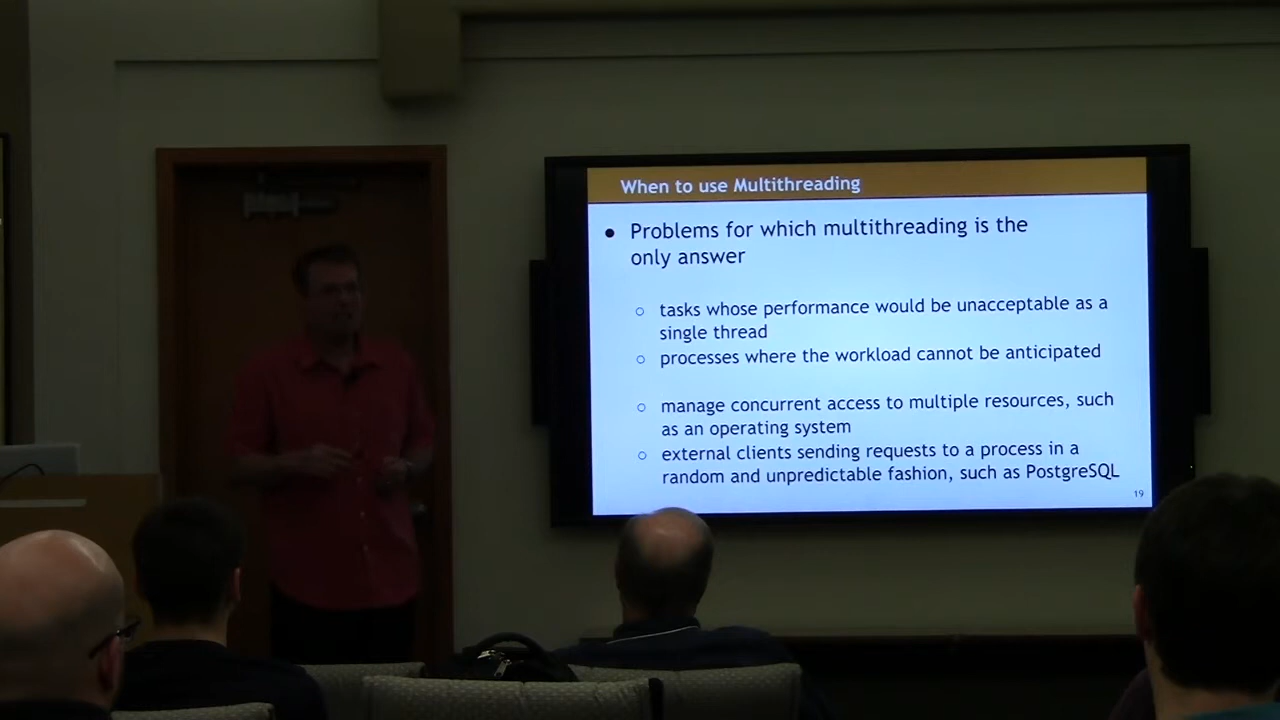 When to use Multithreading
● Problems for which multithreading is the
only answer
○ tasks whose performance would be unacceptable as a
single thread
○ processes where the workload cannot be anticipated
○ manage concurrent access to multiple resources, such
as an operating system
○ external clients sending requests to a process in a
random and unpredictable fashion, such as PostgreSQL
19